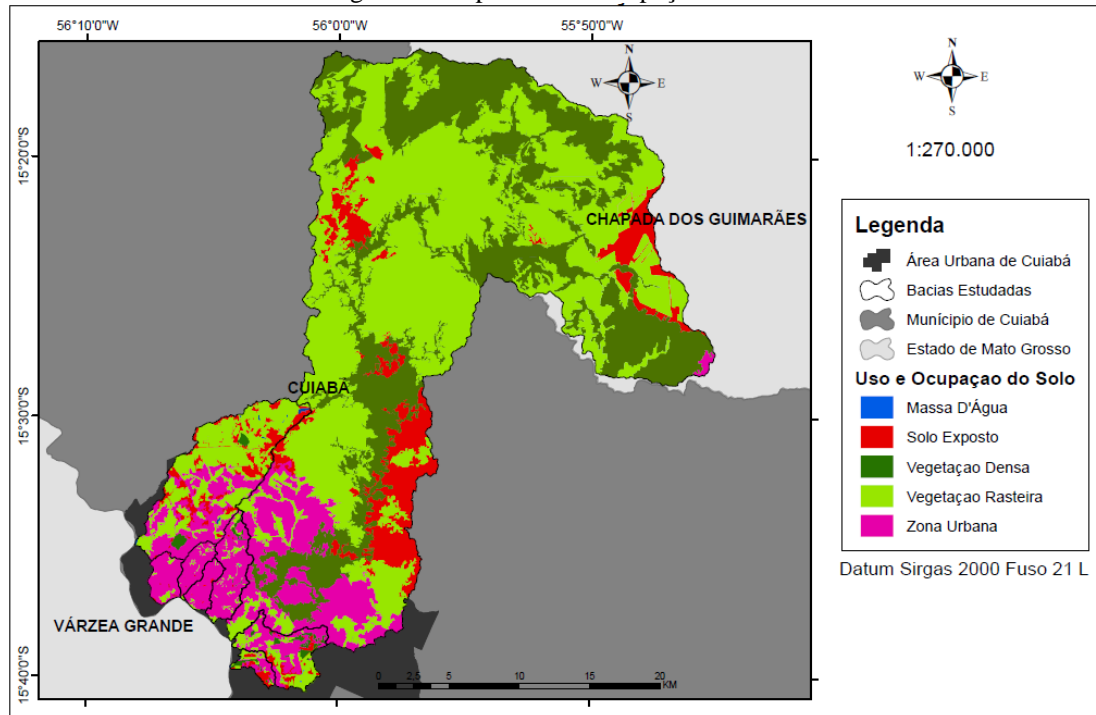 56°10'0"W 56°0'0"W 55°50'0"W
N
W E
S
N
W E
S
1:270.000
15°20'0"S
15°30'0"S
15°40'0"S
CHAPADA DOS GUIMARÃES
CUIABÁ
VÁRZEA GRANDE
0 2,5 5 10 15 20
KM
Legenda
Área Urbana de Cuiabá
Bacias Estudadas
Munícipio de Cuiabá
Estado de Mato Grosso
Uso e Ocupaçao do Solo
Massa D'Água
Solo Exposto
Vegetaçao Densa
Vegetaçao Rasteira
Zona Urbana
Datum Sirgas 2000 Fuso 21 L